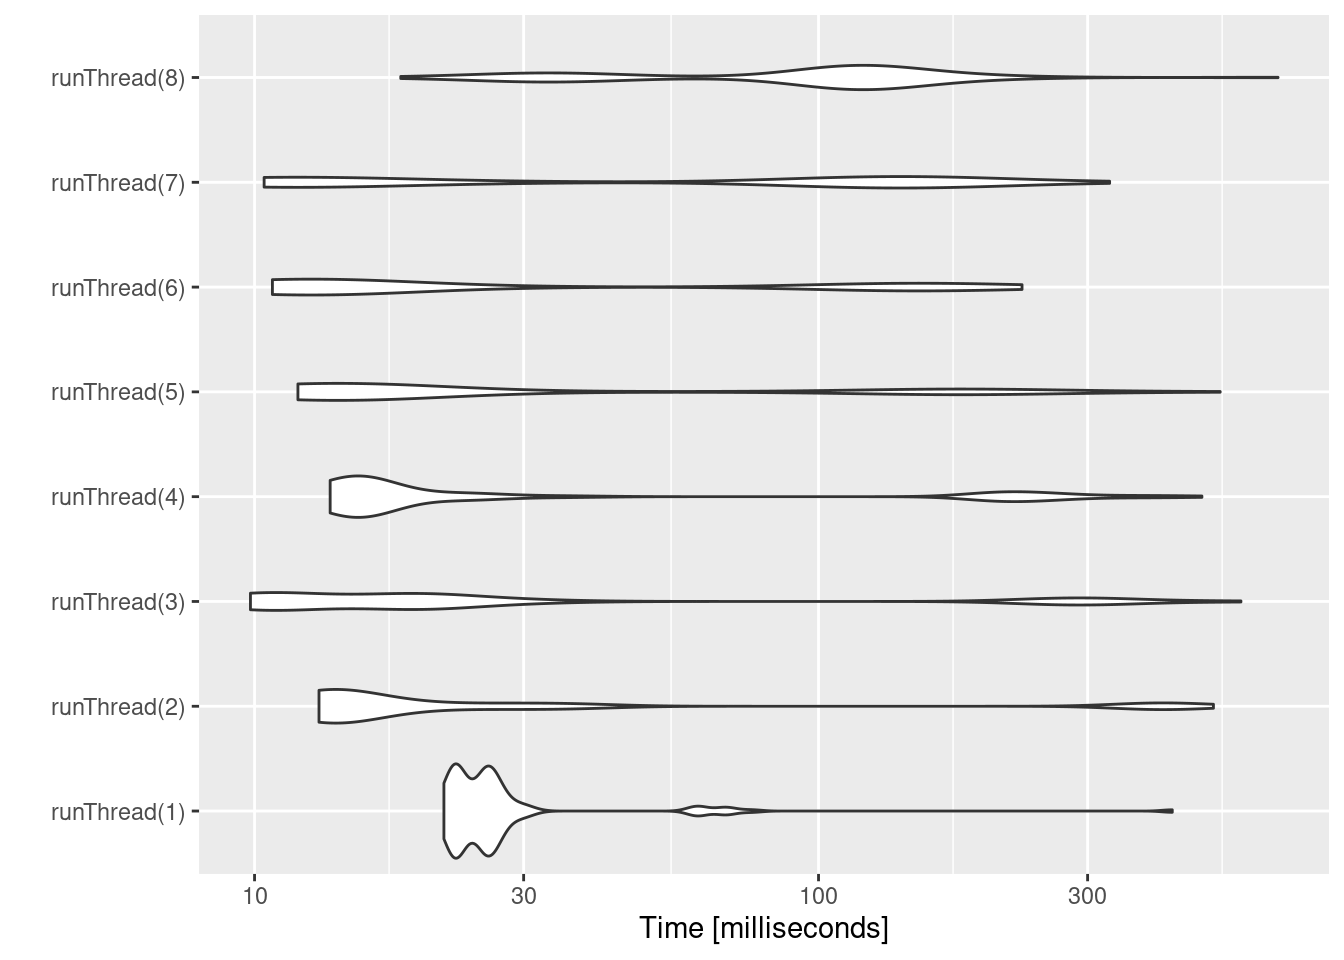 runThread(8)
runThread(7)
runThread(6)
runThread(5)
runThread(4)
runThread(3)
runThread(2)
runThread(1)
10 30 100 300
Time [milliseconds]